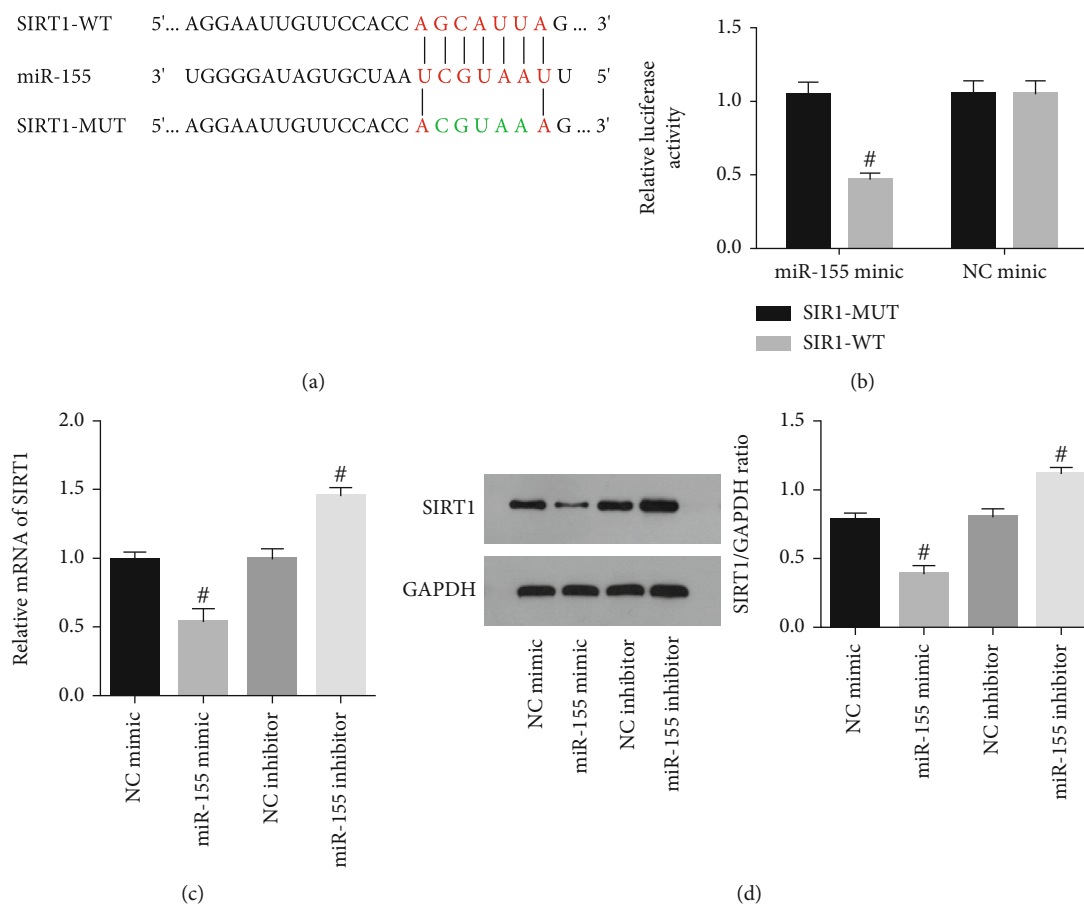 SIRT1-WT 5'... AGGAAUUGUUCCACC AGCAUUA G ... 3'
miR-155 3' UGGGGAUAGUGCUAA UCGUAAU U 5'
SIRT1-MUT 5'... AGGAAUUGUUCCACC ACGUAA AG ... 3'
(a)
Relative luciferase
activity
1.5
1.0
0.5
0.0
#
miR-155 minic NC minic
SIR1-MUT
SIR1-WT
(b)
Relative mRNA of SIRT1
2.0
1.5
1.0
0.5
0.0
#
#
NC mimic
miR-155 mimic
NC inhibitor
miR-155 inhibitor
(c)
SIRT1
GAPDH
NC mimic
miR-155 mimic
NC inhibitor
miR-155 inhibitor
SIRT1/GAPDH ratio
1.5
1.0
0.5
0.0
#
#
NC mimic
miR-155 mimic
NC inhibitor
miR-155 inhibitor
(d)